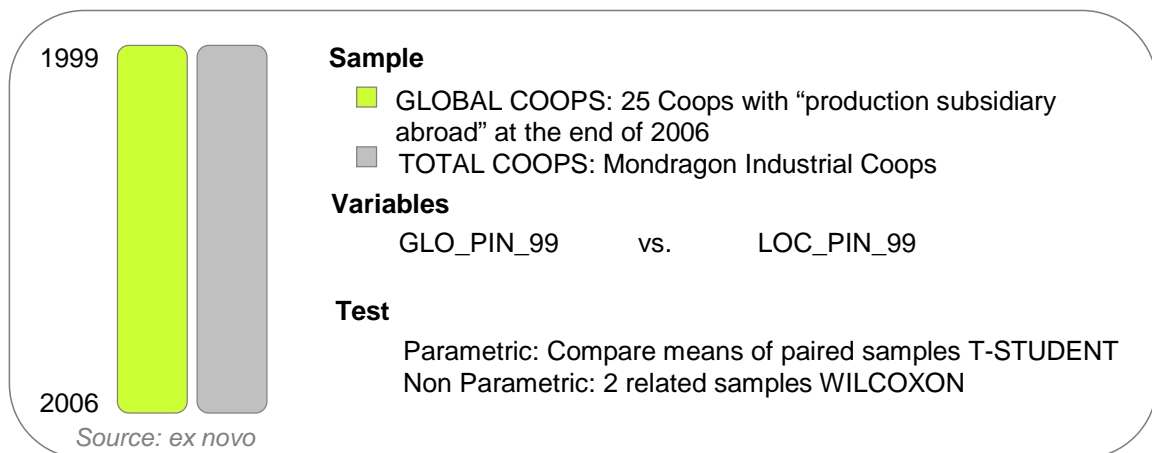 1999
Sample
GLOBAL COOPS: 25 Coops with “production subsidiary
abroad” at the end of 2006
TOTAL COOPS: Mondragon Industrial Coops
Variables
GLO_PIN_99 vs. LOC_PIN_99
Test
Parametric: Compare means of paired samples T-STUDENT
Non Parametric: 2 related samples WILCOXON
2006
Source: ex novo